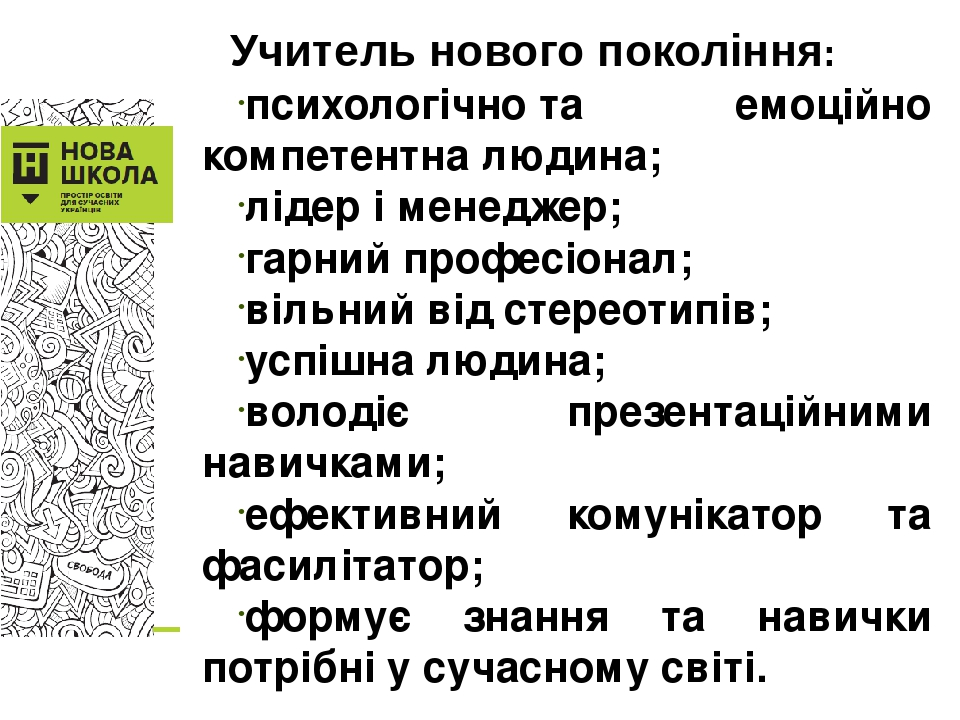 Учитель нового покоління:
·психологічно та емоційно
компетентна людина;
·лідер і менеджер;
·гарний професіонал;
·вільний від стереотипів;
·успішна людина;
·володіє презентаційними
навичками;
·ефективний комунікатор та
фасилітатор;
·формує знання та навички
потрібні у сучасному світі.
НОВА
ШКОЛА
ПРОСТІР ОСВІТИ
ДЛЯ СУЧАСНИХ
УКРАЇНЦІВ
СВОБОДА